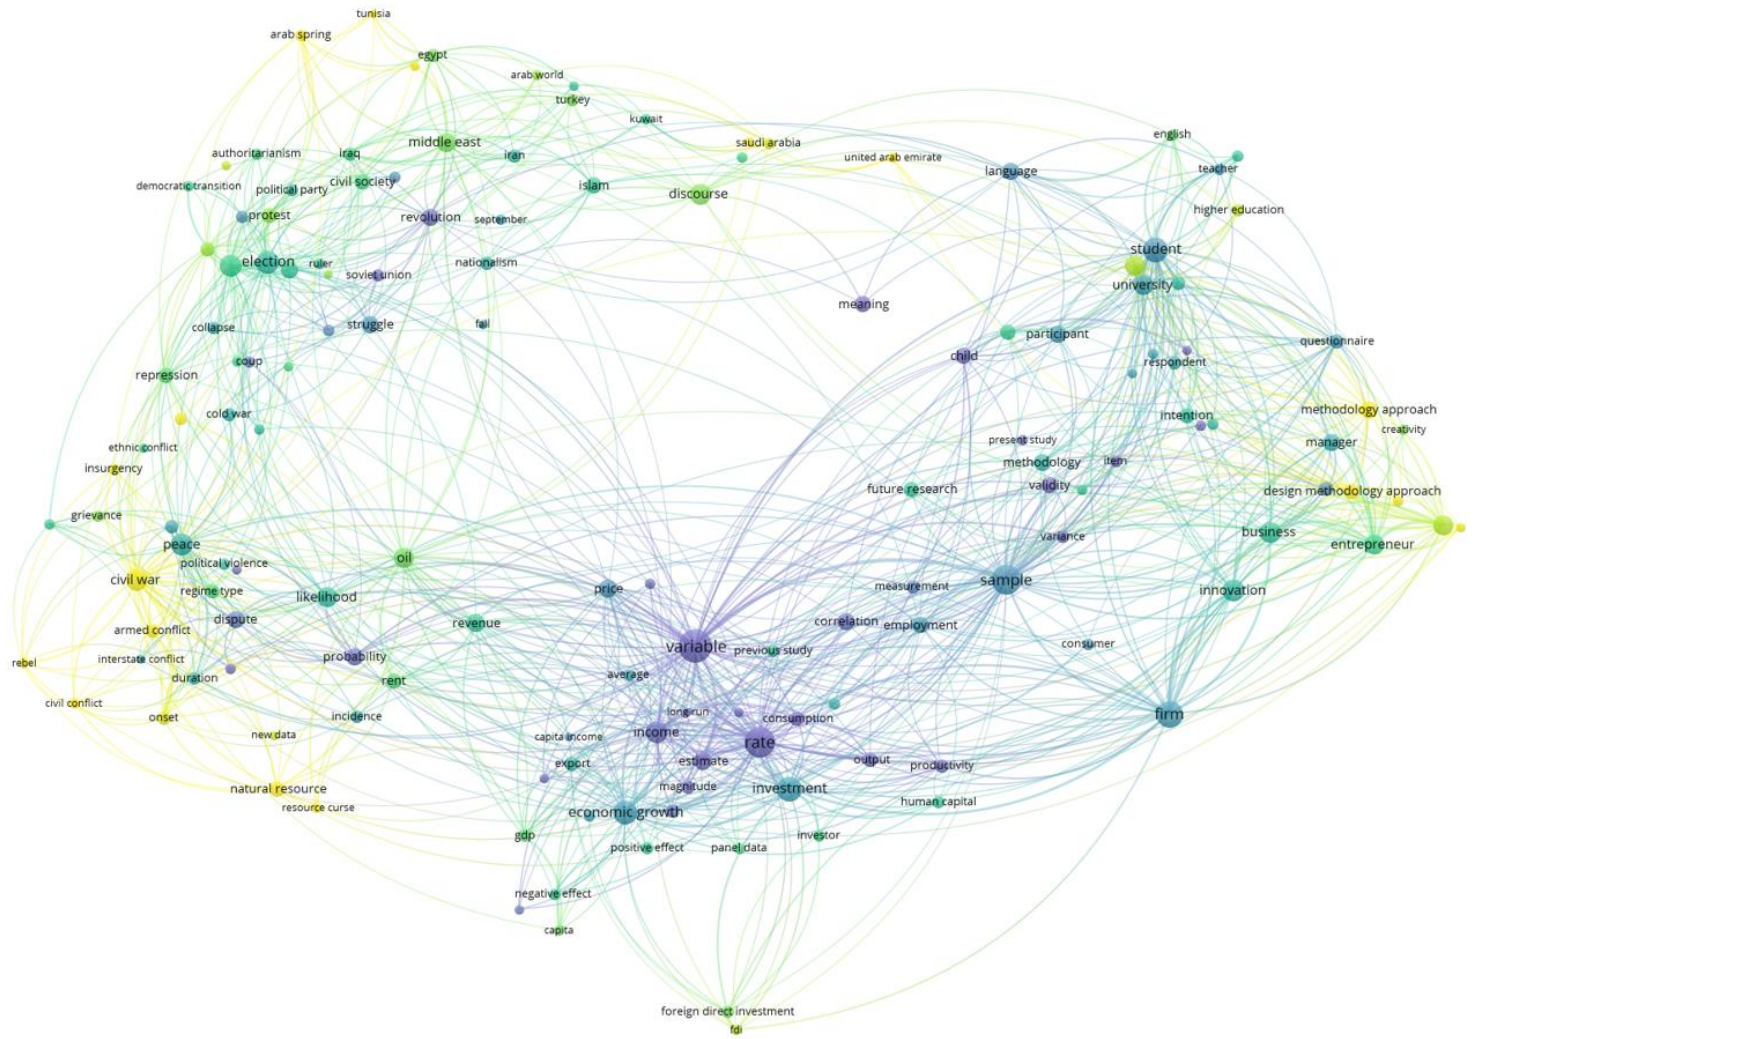 tunisia
arab spring
egypt
arab world
turkey
kuwait
english
middle east
saudi arabia
authoritarianism
iraq
iran
united arab emirate
language
teacher
democratic transition
political party
civil society
islam
discourse
higher education
protest
revolution
september
student
election
ruler
soviet union
nationalism
university
meaning
collapse
struggle
fail
participant
questionnaire
coup
child
respondent
repression
cold war
intention
methodology approach
creativity
ethnic conflict
present study
manager
insurgency
methodology
item
validity
future research
design methodology approach
grievance
peace
variance
business
entrepreneur
political violence
oil
civil war
regime type
likelihood
price
measurement
sample
innovation
dispute
revenue
correlation
employment
armed conflict
variable
previous study
consumer
rebel
interstate conflict
probability
duration
rent
average
civil conflict
onset
incidence
long run
consumption
firm
new data
capita income
income
rate
export
estimate
output
productivity
natural resource
magnitude
investment
resource curse
economic growth
human capital
gdp
investor
positive effect
panel data
negative effect
capita
foreign direct investment
fdi